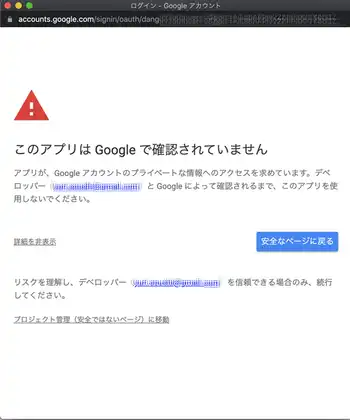 ログイン - Google アカウント
accounts.google.com/signin/oauth/dang
このアプリは Google で確認されていません
アプリが、Google アカウントのプライベートな情報へのアクセスを求めています。デベ
ロッパー（ ）と Google によって確認されるまで、このアプリを使
用しないでください。
詳細を非表示
安全なページに戻る
リスクを理解し、デベロッパー（ ）を信頼できる場合のみ、続行
してください。
プロジェクト管理（安全ではないページ）に移動